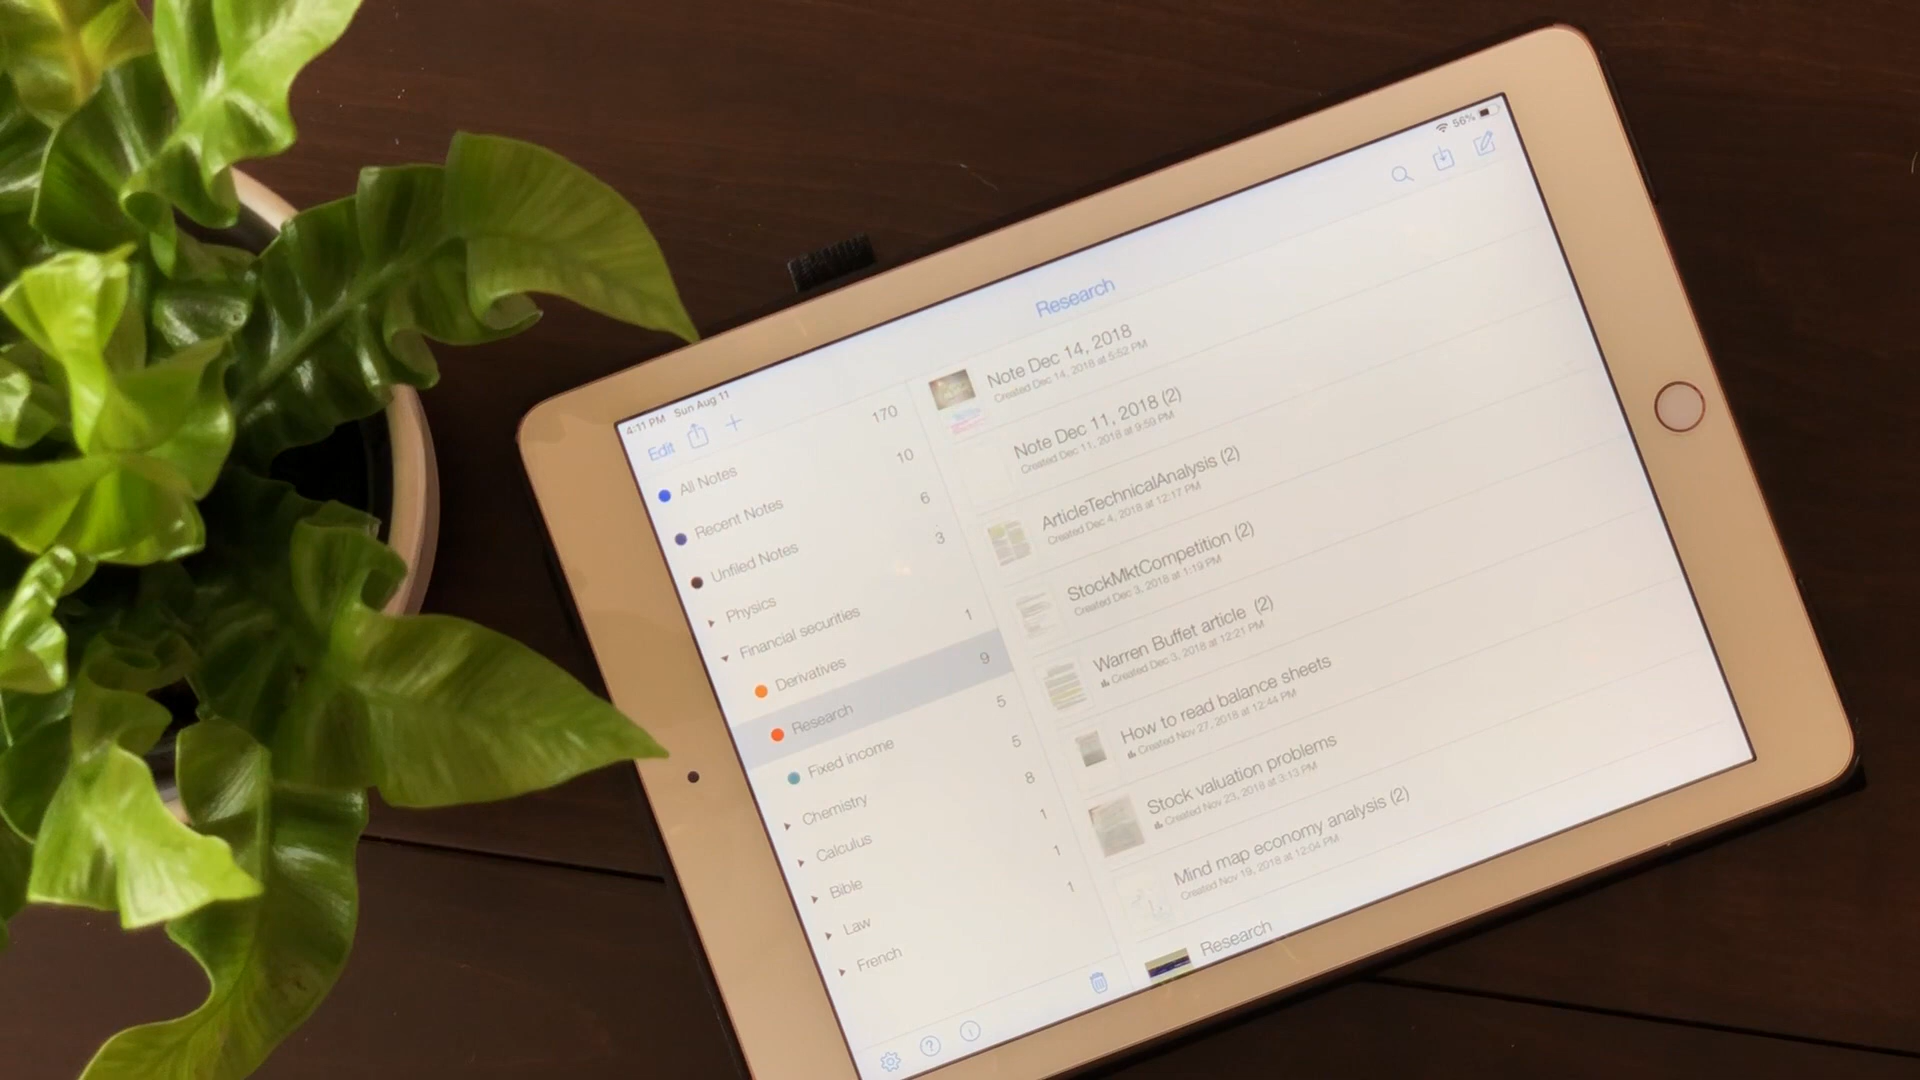 4:11 PM Sun Aug 11
56%
Edit
All Notes 170
Recent Notes 10
Unfiled Notes 6
Physics 3
Financial securities
Derivatives 1
Research 9
Fixed income 5
Chemistry 5
Calculus 8
Bible 1
Law 1
French 1
Research
Note Dec 14, 2018
Created Dec 14, 2018 at 5:52 PM
Note Dec 11, 2018 (2)
Created Dec 11, 2018 at 9:59 PM
ArticleTechnicalAnalysis (2)
Created Dec 4, 2018 at 12:17 PM
StockMktCompetition (2)
Created Dec 3, 2018 at 1:19 PM
Warren Buffet article (2)
Created Dec 3, 2018 at 12:21 PM
How to read balance sheets
Created Nov 27, 2018 at 12:44 PM
Stock valuation problems
Created Nov 23, 2018 at 3:13 PM
Mind map economy analysis (2)
Created Nov 19, 2018 at 12:04 PM
Research